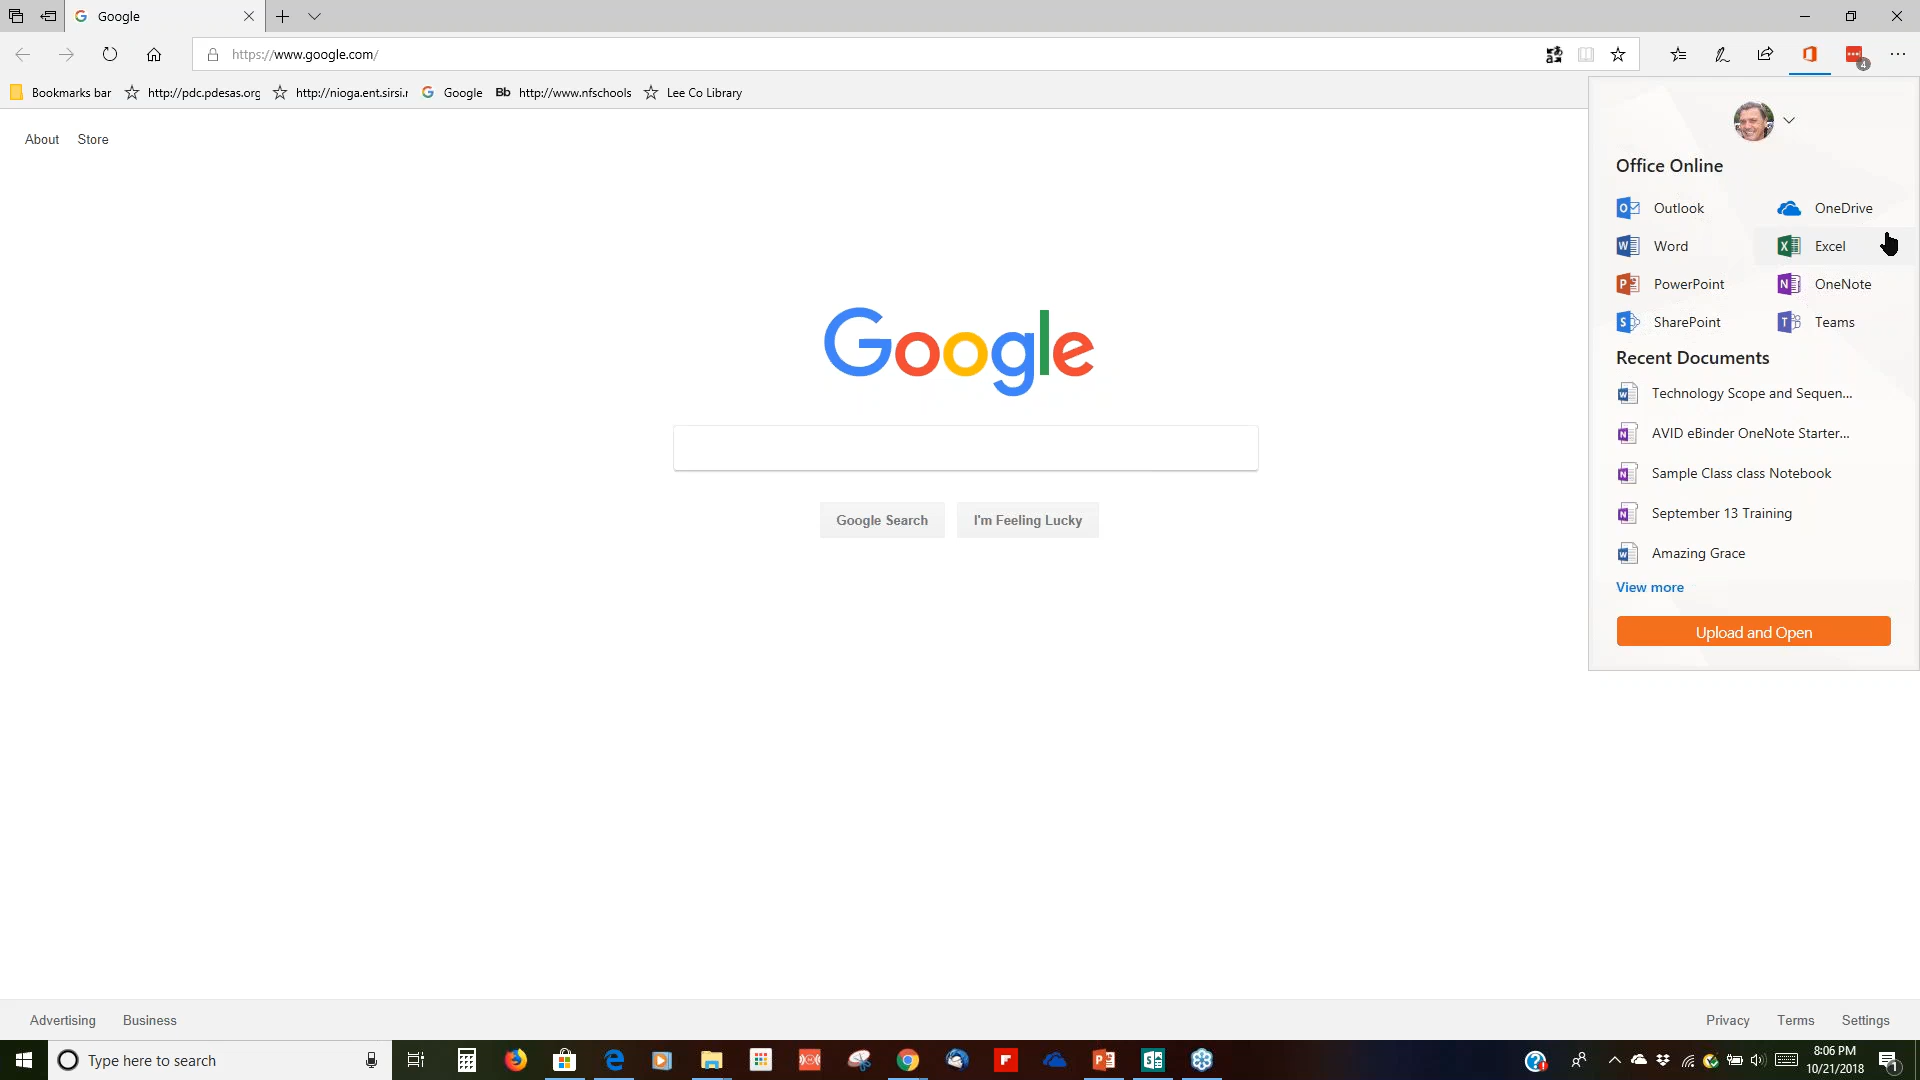 Google
https://www.google.com/
4
Bookmarks bar
http://pdc.pdesas.org
http://nioga.ent.sirsi.r
Google
Bb http://www.nfschools
Lee Co Library
About Store
Office Online
Outlook OneDrive
Word Excel
PowerPoint OneNote
SharePoint Teams
Recent Documents
Technology Scope and Sequen...
AVID eBinder OneNote Starter...
Sample Class class Notebook
September 13 Training
Amazing Grace
View more
Upload and Open
Google
Google Search I'm Feeling Lucky
Advertising Business Privacy Terms Settings
Type here to search
8:06 PM
10/21/2018
1